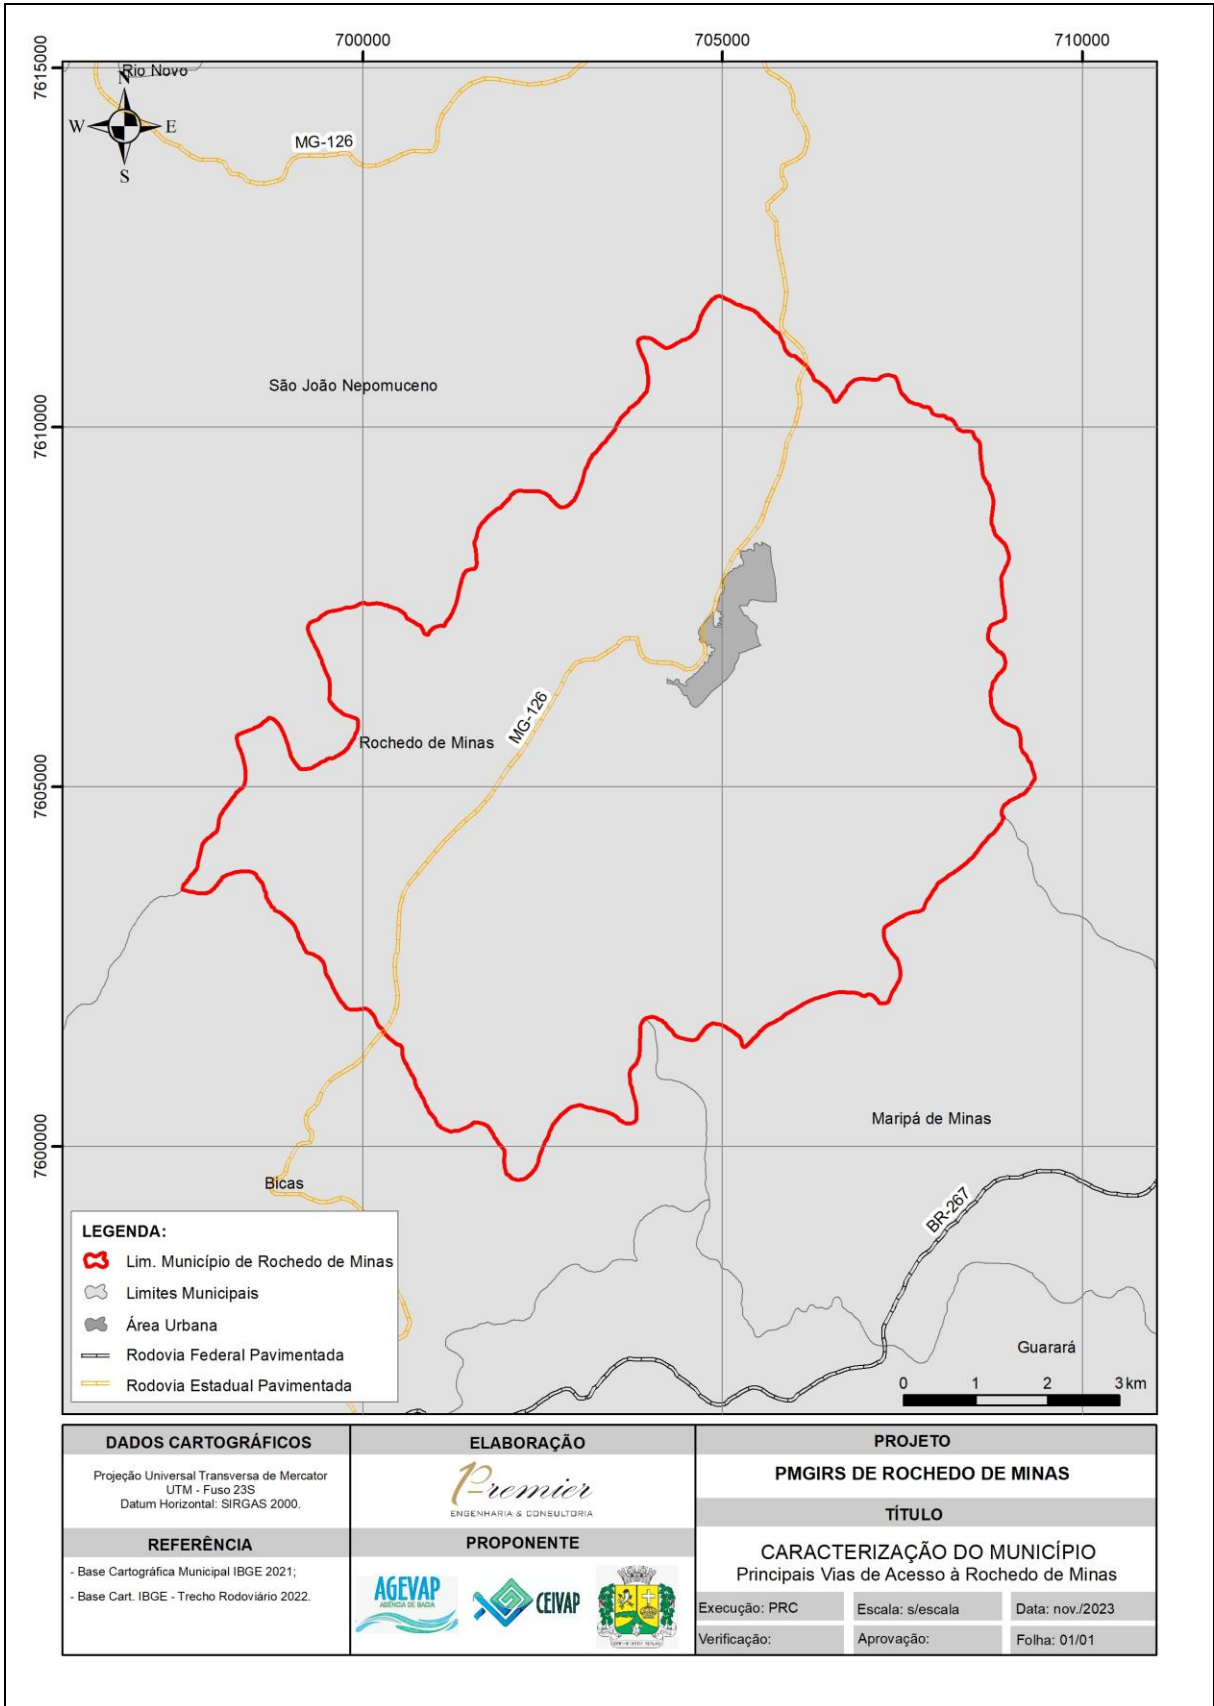 700000
705000
710000
7615000
Rio Novo
N
W
E
S
MG-126
São João Nepomuceno
7610000
MG-126
Rochedo de Minas
7605000
Maripá de Minas
7600000
Bicas
BR-267
LEGENDA:
Lim. Município de Rochedo de Minas
Limites Municipais
Área Urbana
Rodovia Federal Pavimentada
Rodovia Estadual Pavimentada
Guarará
0 1 2 3 km
DADOS CARTOGRÁFICOS
Projeção Universal Transversa de Mercator
UTM - Fuso 23S
Datum Horizontal: SIRGAS 2000.
REFERÊNCIA
- Base Cartográfica Municipal IBGE 2021;
- Base Cart. IBGE - Trecho Rodoviário 2022.
ELABORAÇÃO
Premier
ENGENHARIA & CONSULTORIA
PROPONENTE
AGEVAP
AGÊNCIA DE BACIA
CEIVAP
PROJETO
PMGIRS DE ROCHEDO DE MINAS
TÍTULO
CARACTERIZAÇÃO DO MUNICÍPIO
Principais Vias de Acesso à Rochedo de Minas
Execução: PRC
Escala: s/escala
Data: nov./2023
Verificação:
Aprovação:
Folha: 01/01